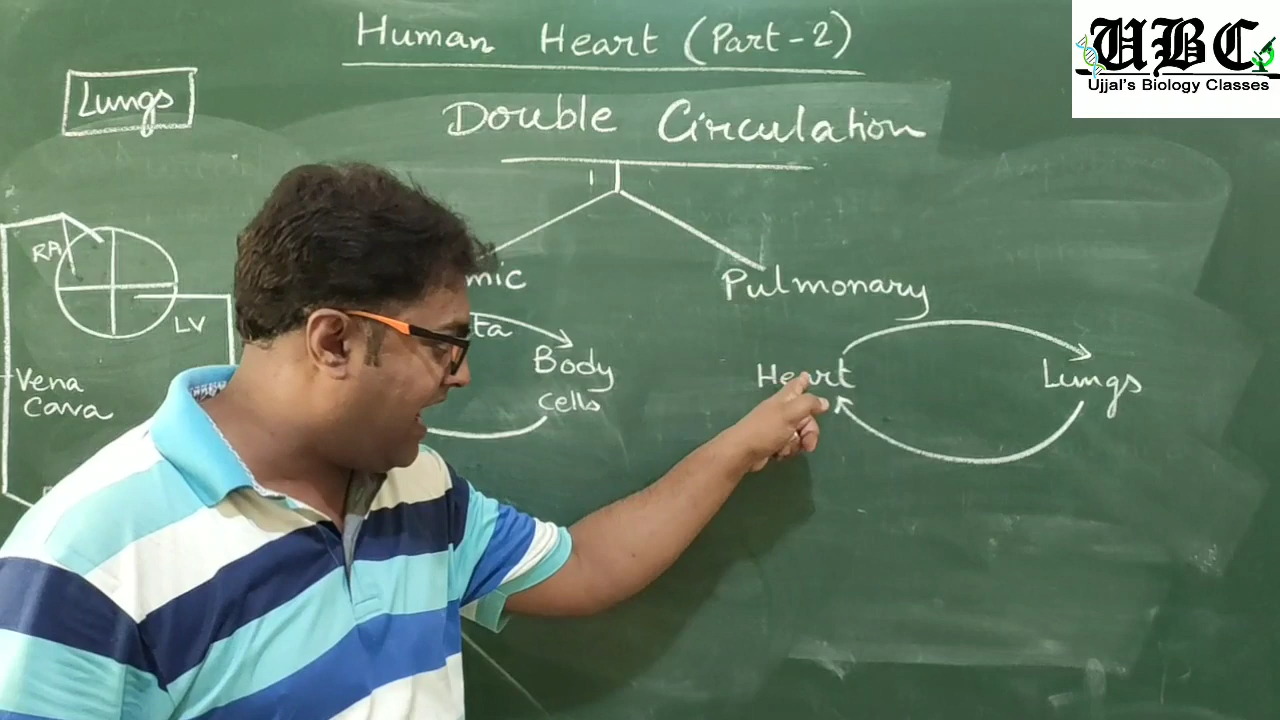 Human Heart (Part-2)
UBC
Ujjal's Biology Classes
Lungs
Double Circulation
RA
LV
mic
Pulmonary
ta
Body
cells
Heart
Lungs
Vena
Cava